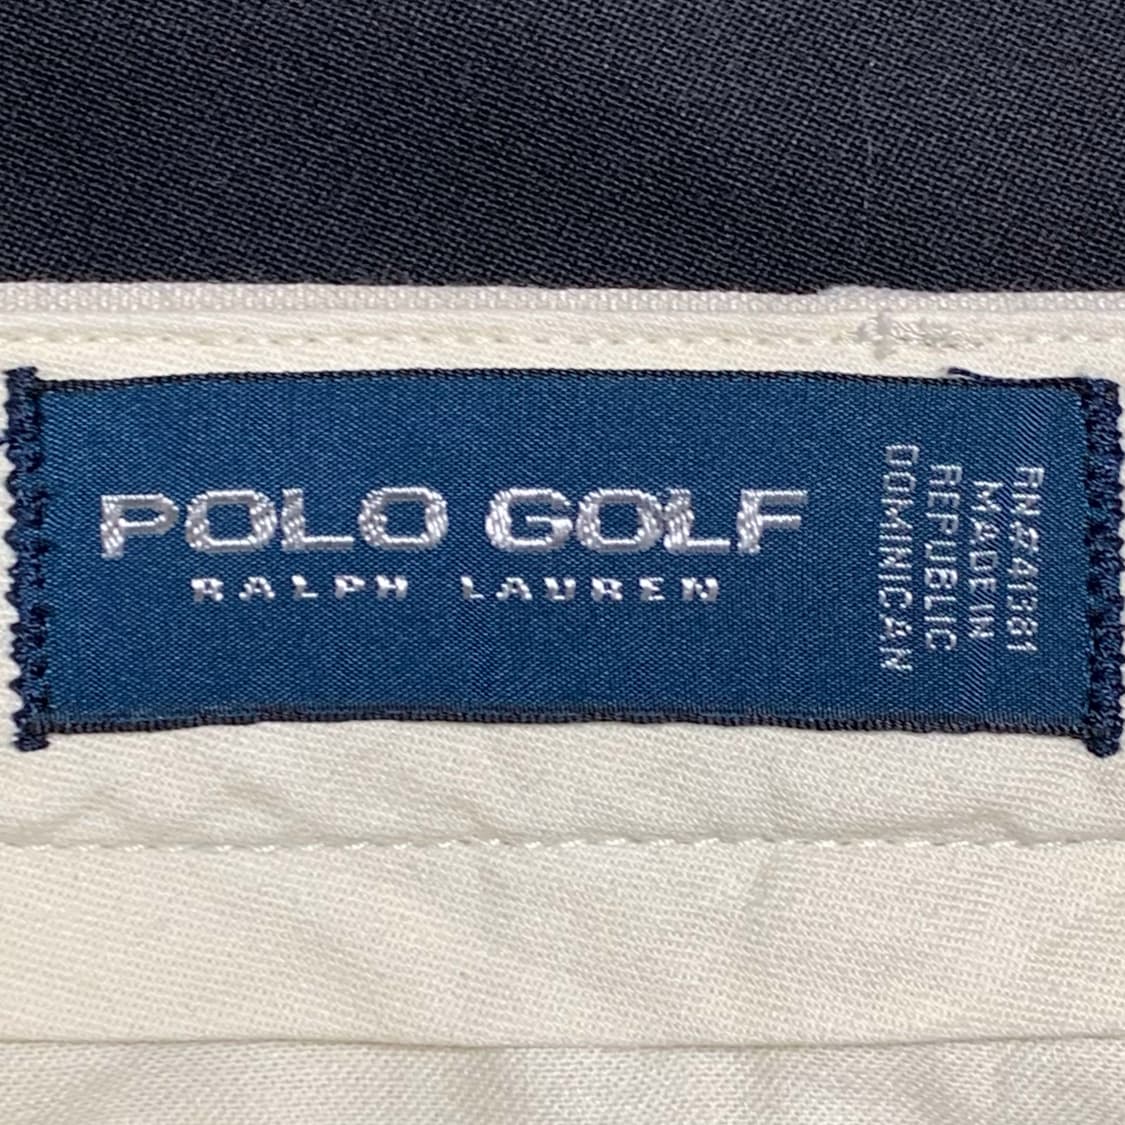 POLO GOLF
RALPH LAUREN
RN#41381
MADE IN
REPUBLIC
DOMINICAN